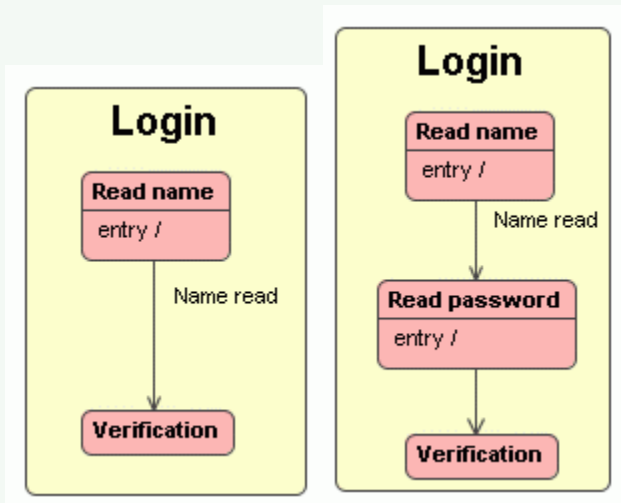 Login
Read name
entry /
Name read
Verification
Login
Read name
entry /
Name read
Read password
entry /
Verification